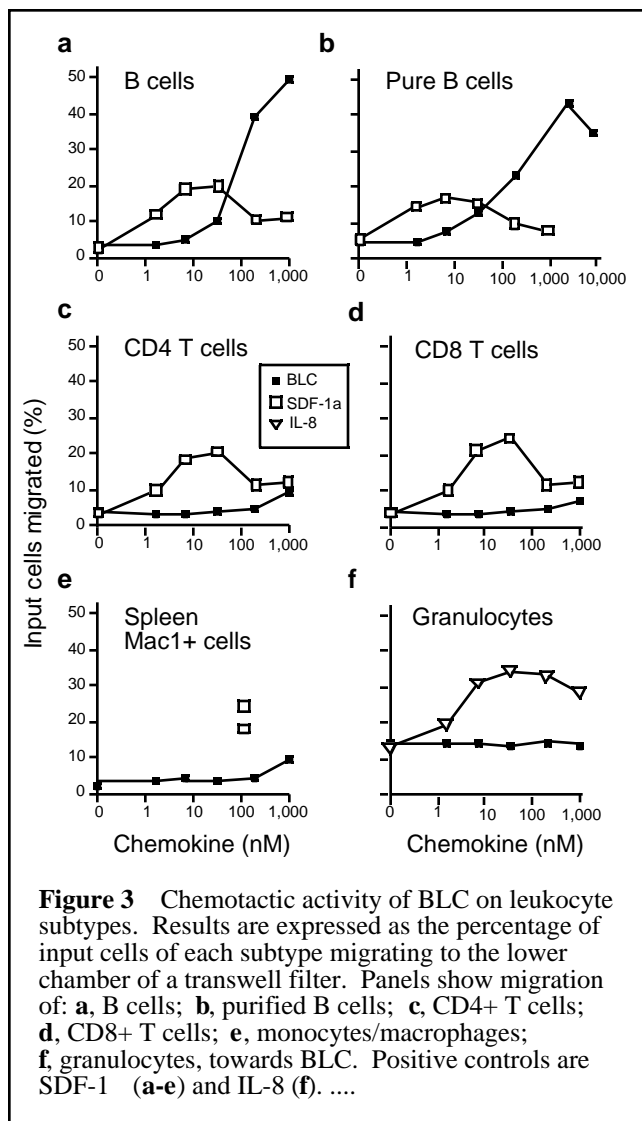 a
B cells
50
40
30
20
10
0
0
1
10
100
1,000
b
Pure B cells
0
1
10
100
1,000
10,000
c
CD4 T cells
50
40
30
20
10
0
0
1
10
100
1,000
BLC
SDF-1a
IL-8
d
CD8 T cells
0
1
10
100
1,000
Input cells migrated (%)
e
Spleen
Mac1+ cells
50
40
30
20
10
0
0
1
10
100
1,000
Chemokine (nM)
f
Granulocytes
0
1
10
100
1,000
Chemokine (nM)
Figure 3 Chemotactic activity of BLC on leukocyte
subtypes. Results are expressed as the percentage of
input cells of each subtype migrating to the lower
chamber of a transwell filter. Panels show migration
of: a, B cells; b, purified B cells; c, CD4+ T cells;
d, CD8+ T cells; e, monocytes/macrophages;
f, granulocytes, towards BLC. Positive controls are
SDF-1 (a-e) and IL-8 (f). ....